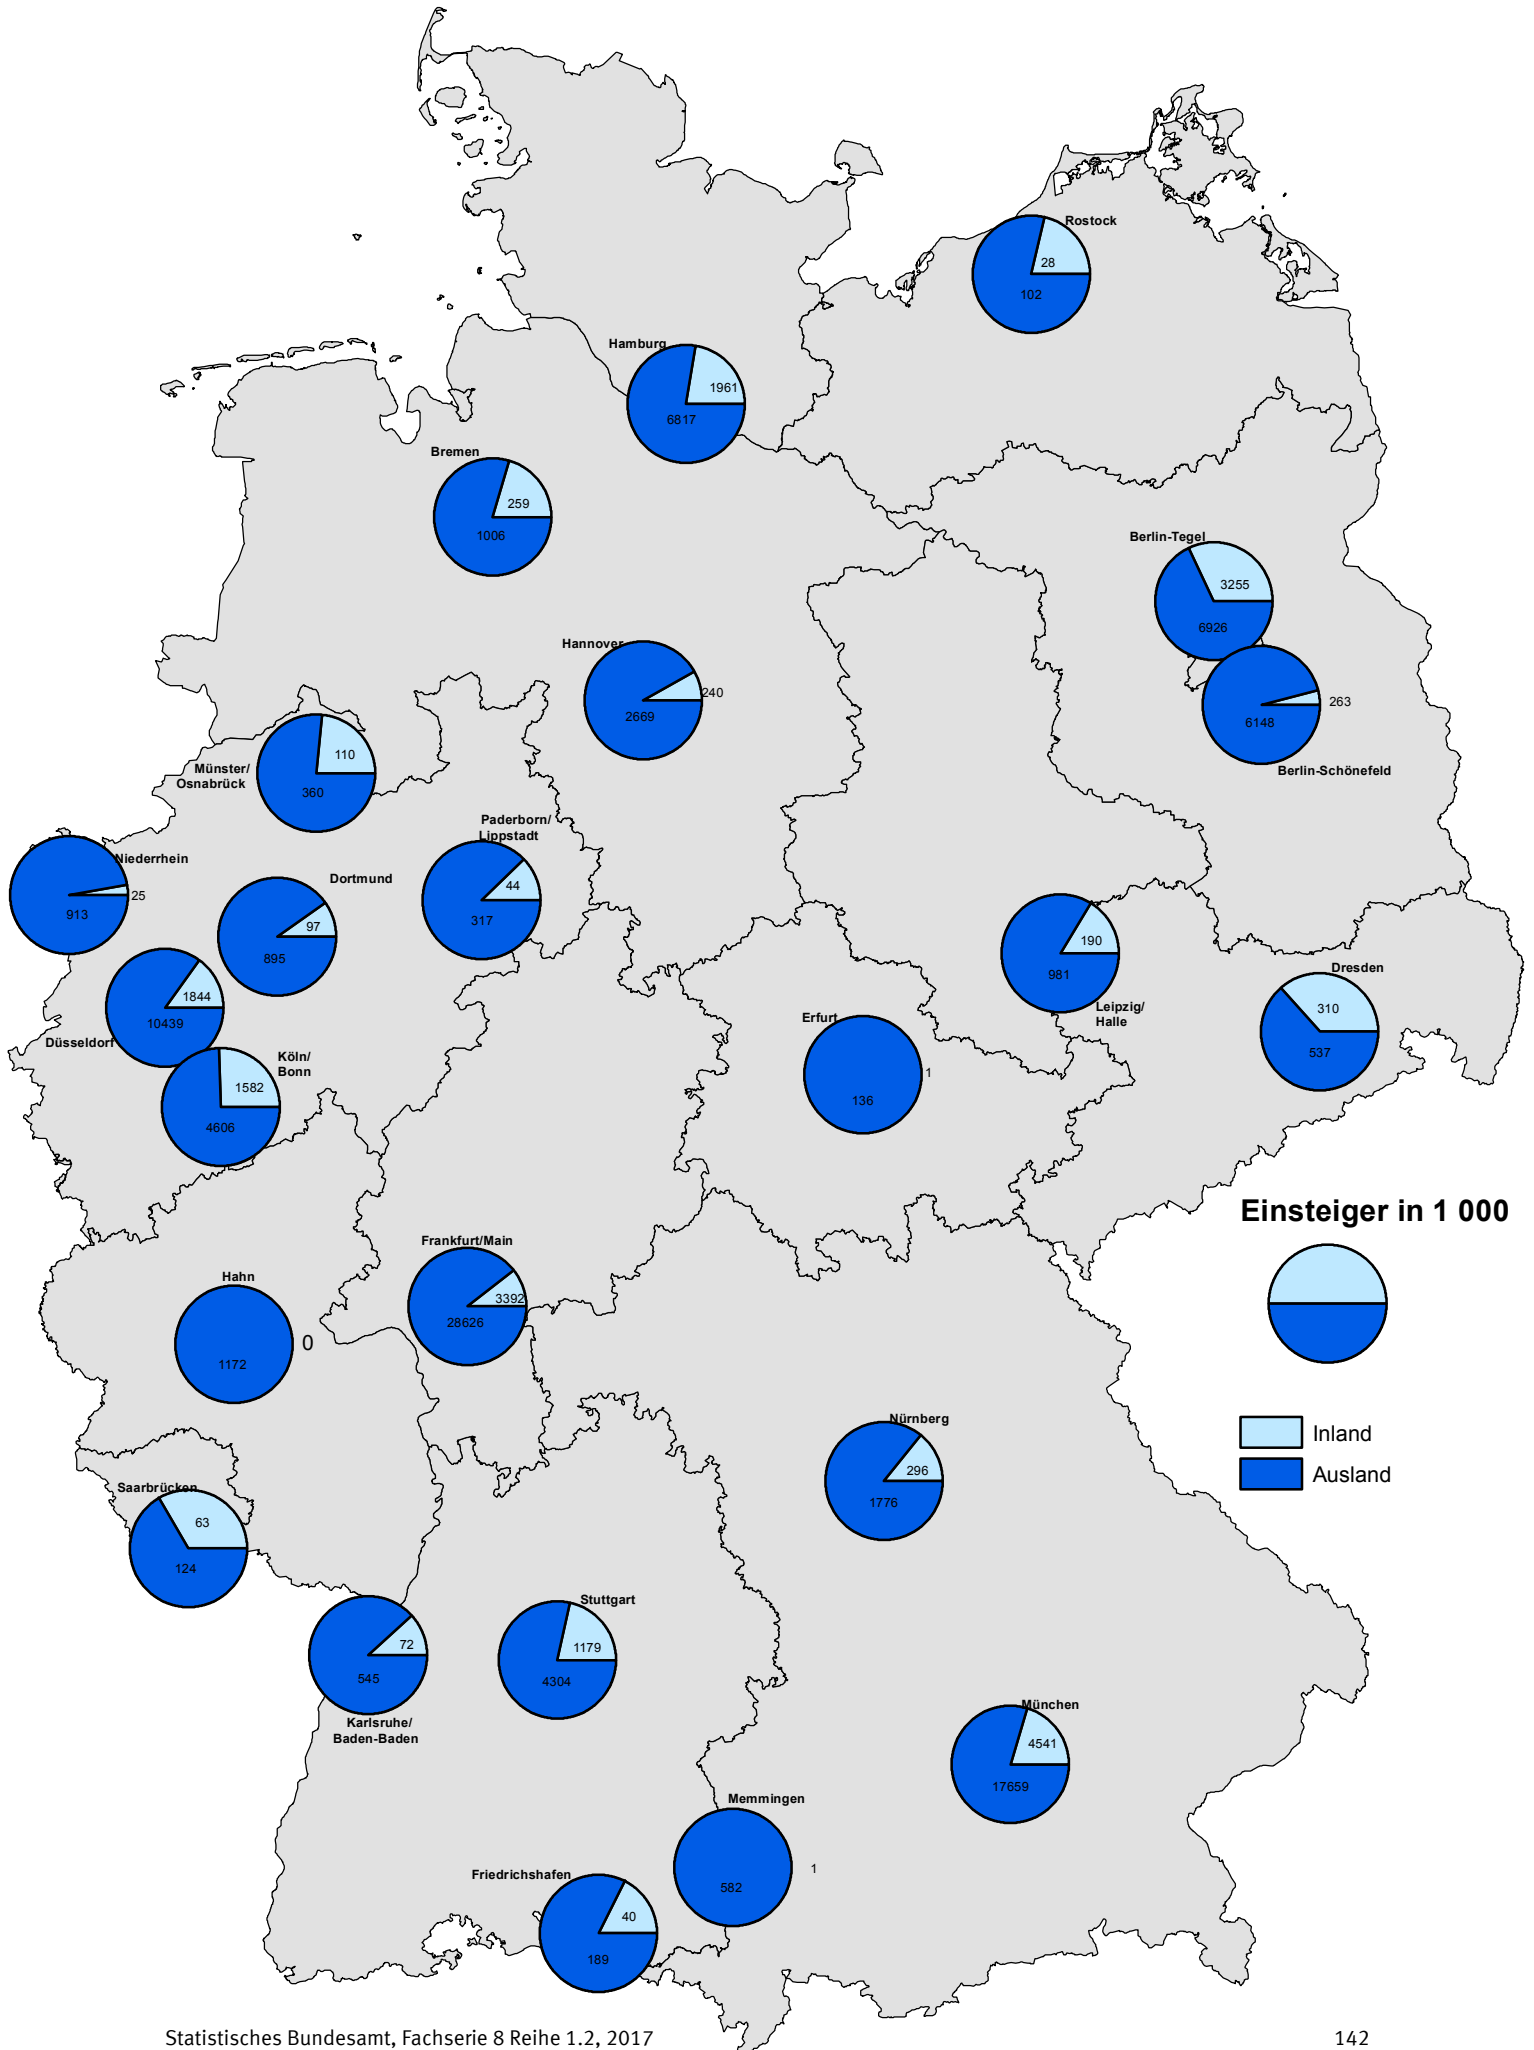 Rostock
28
102
Hamburg
1961
6817
Bremen
259
1006
Berlin-Tegel
3255
6926
Hannover
240
2669
263
6148
Berlin-Schönefeld
Münster/
Osnabrück
110
360
Paderborn/
Lippstadt
44
317
Niederrhein
25
913
Dortmund
97
895
190
981
Leipzig/
Halle
Dresden
310
537
1844
10439
Düsseldorf
Erfurt
1
136
Köln/
Bonn
1582
4606
Einsteiger in 1 000
Frankfurt/Main
3392
28626
Hahn
0
1172
Inland
Ausland
Nürnberg
296
1776
Saarbrücken
63
124
Stuttgart
1179
4304
72
545
Karlsruhe/
Baden-Baden
München
4541
17659
Memmingen
1
582
Friedrichshafen
40
189
Statistisches Bundesamt, Fachserie 8 Reihe 1.2, 2017
142